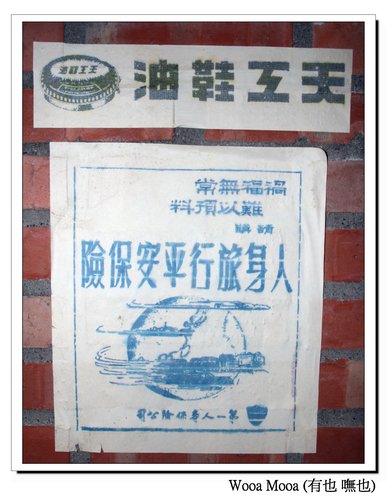 天工鞋油
禍福無常
難以預料
請購
人身旅行平安保險
第一人壽保險公司
Wooa Mooa (有也 嘸也)